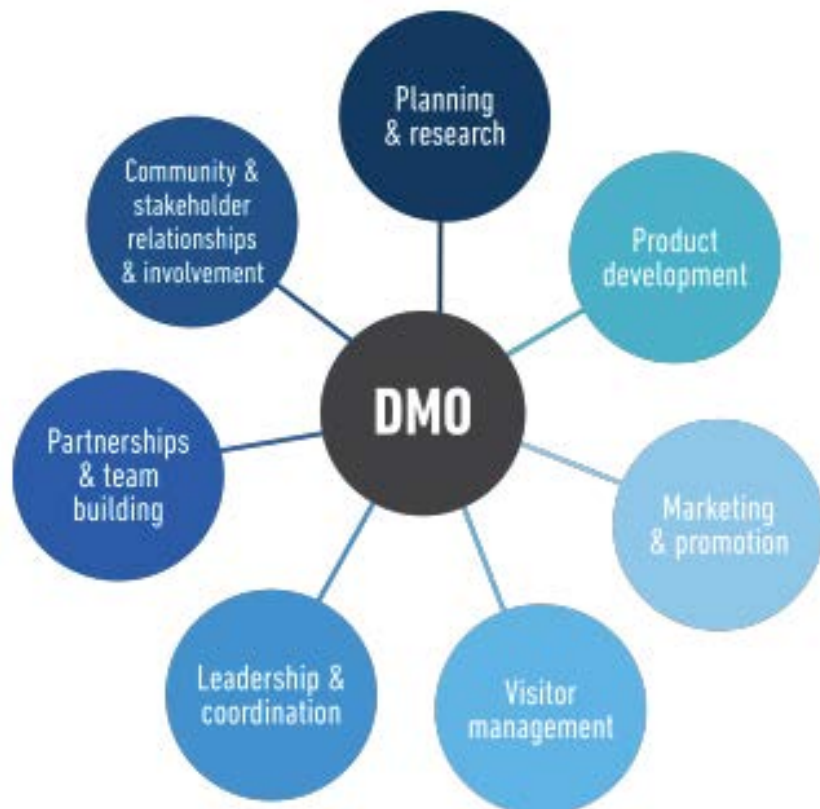 Planning
& research
Product
development
Marketing
& promotion
Visitor
management
Leadership &
coordination
Partnerships
& team
building
Community &
stakeholder
relationships
& involvement
DMO